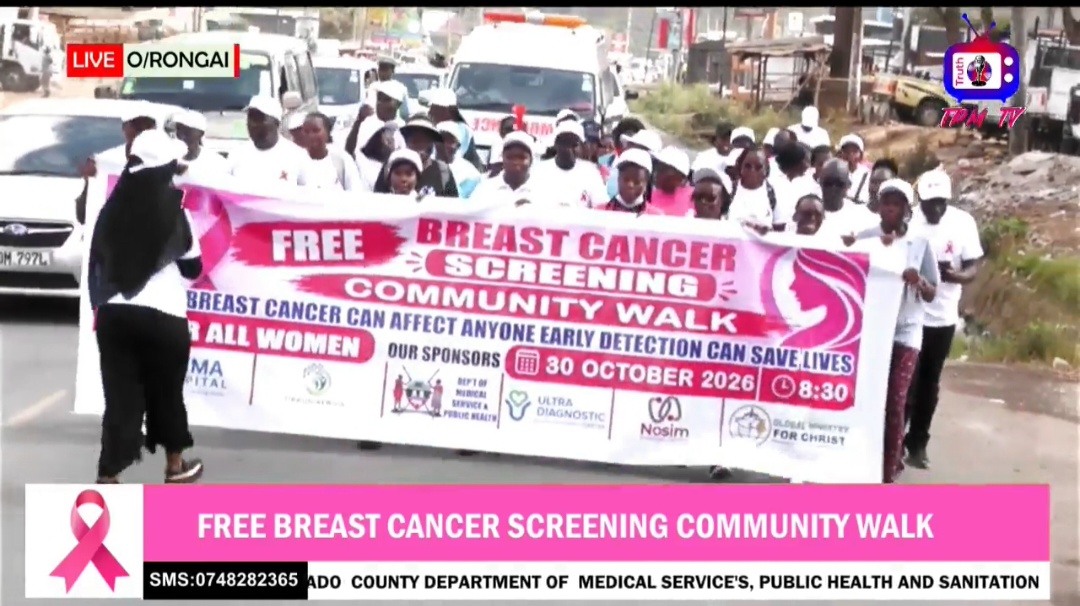 LIVE O/RONGAI
Truth
TPM TV
FREE
BREAST CANCER
SCREENING
COMMUNITY WALK
BREAST CANCER CAN AFFECT ANYONE EARLY DETECTION CAN SAVE LIVES
ALL WOMEN
OUR SPONSORS
30 OCTOBER 2026
8:30
DEP'T OF
MEDICAL
SERVICE &
PUBLIC HEALTH
ULTRA
DIAGNOSTIC
Nosim
GLOBAL MINISTRY
FOR CHRIST
FREE BREAST CANCER SCREENING COMMUNITY WALK
SMS:0748282365
ADO COUNTY DEPARTMENT OF MEDICAL SERVICE'S, PUBLIC HEALTH AND SANITATION